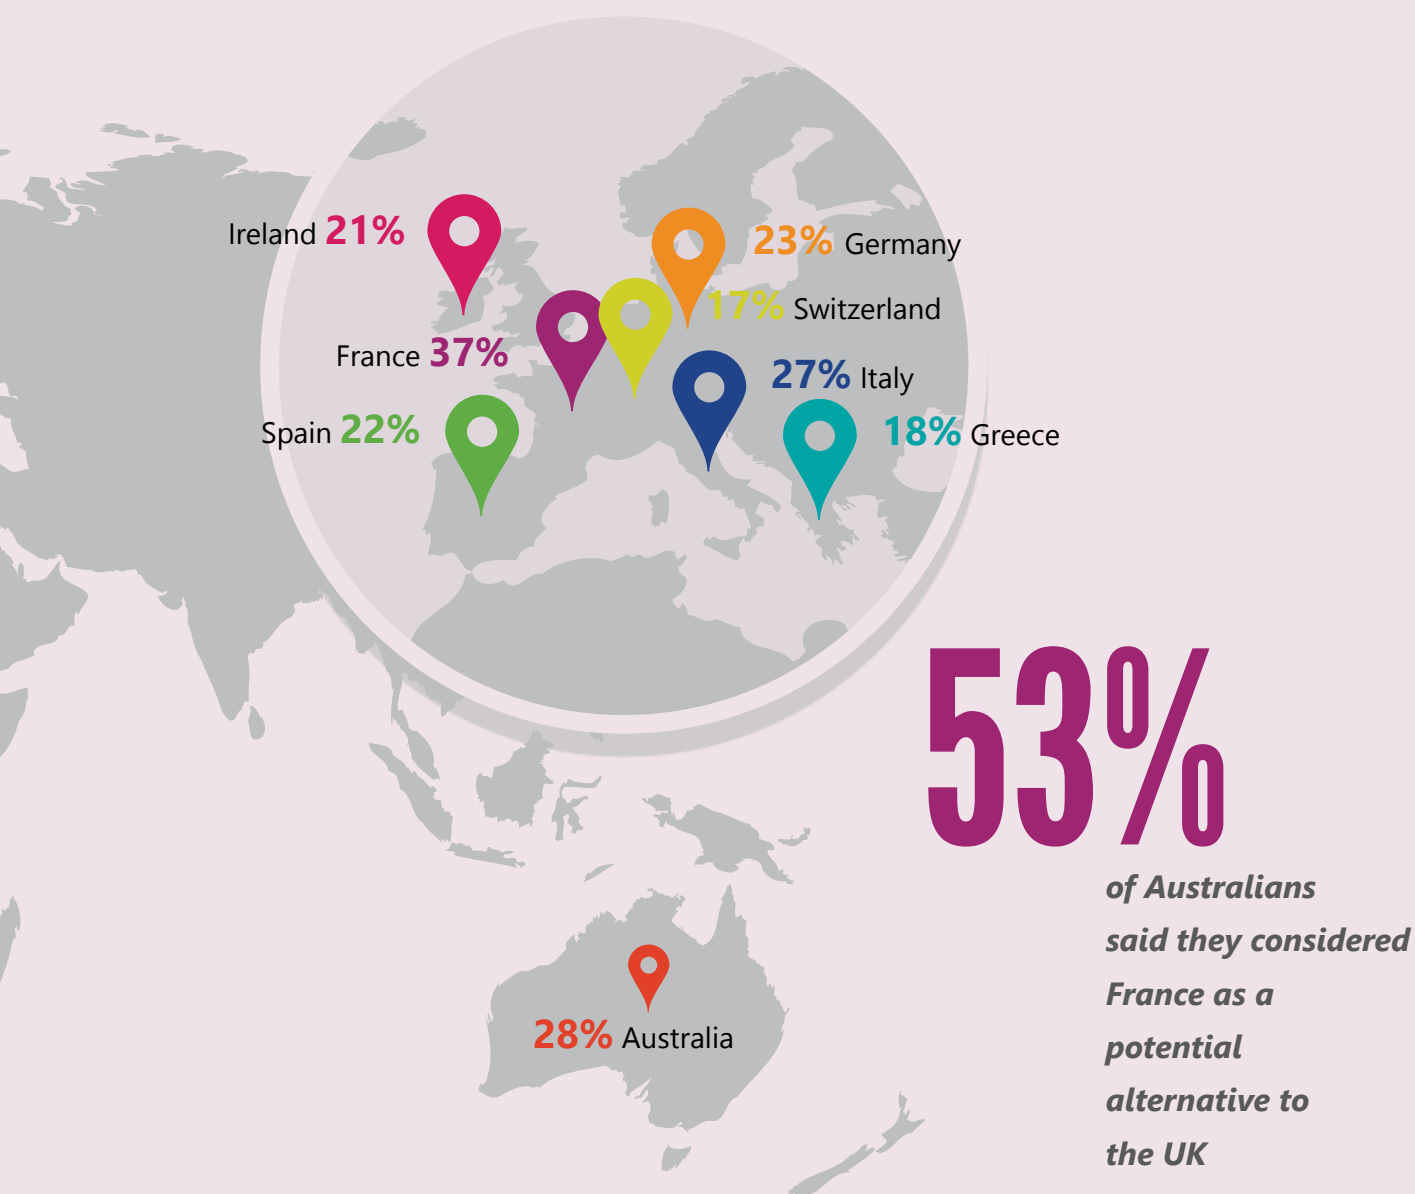 Ireland 21%
23% Germany
17% Switzerland
France 37%
27% Italy
Spain 22%
18% Greece
53%
of Australians
said they considered
France as a
potential
alternative to
the UK
28% Australia